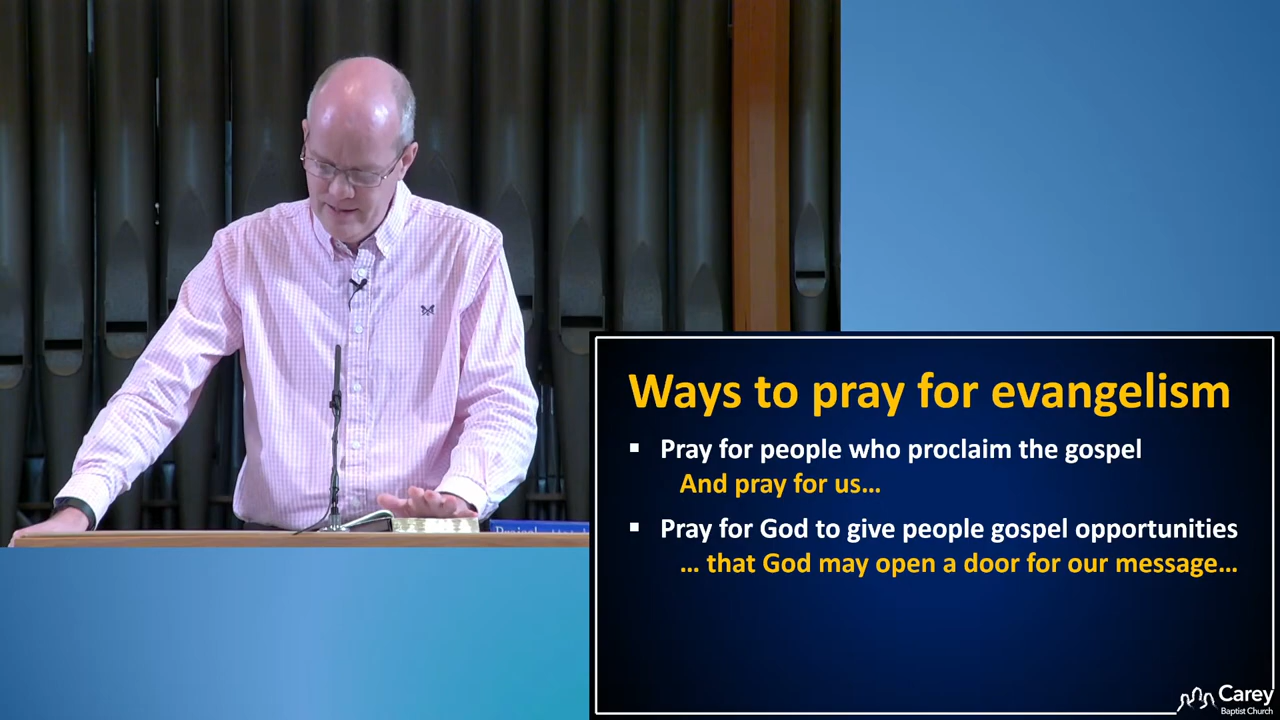 Ways to pray for evangelism
▪ Pray for people who proclaim the gospel
And pray for us…
▪ Pray for God to give people gospel opportunities
… that God may open a door for our message…
Carey
Baptist Church